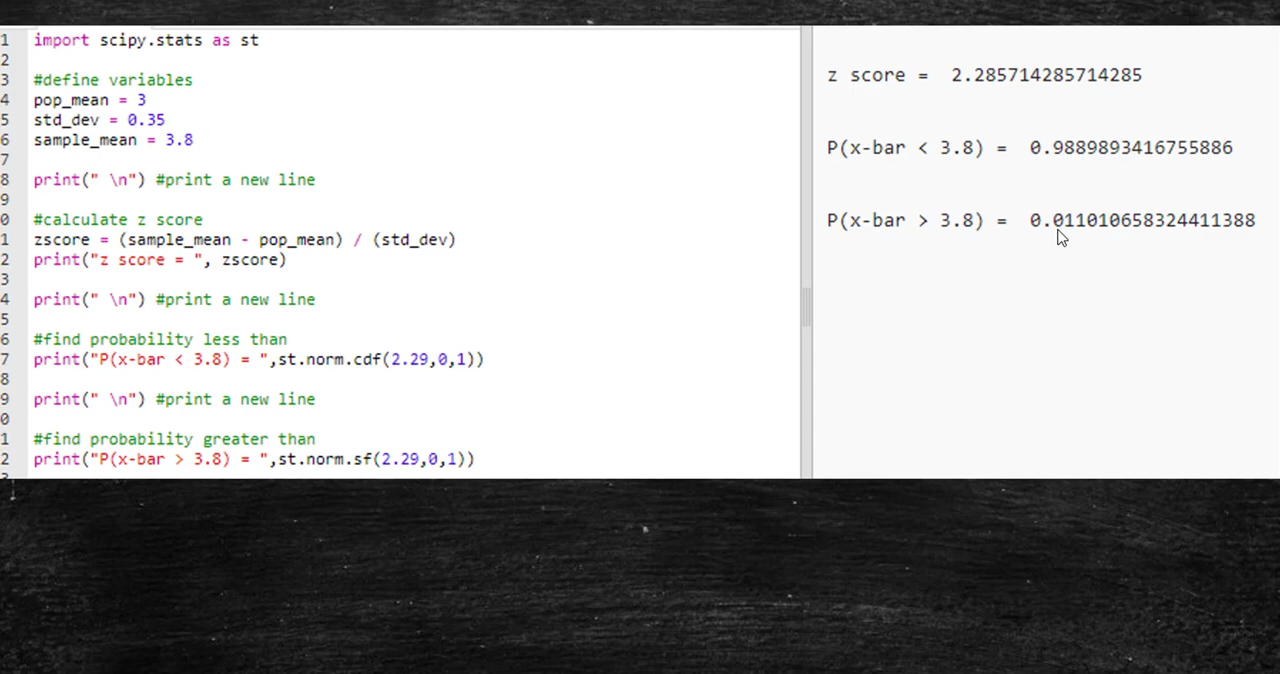 1 import scipy.stats as st
2
3 #define variables
4 pop_mean = 3
5 std_dev = 0.35
6 sample_mean = 3.8
7
8 print(" \n") #print a new line
9
0 #calculate z score
1 zscore = (sample_mean - pop_mean) / (std_dev)
2 print("z score = ", zscore)
3
4 print(" \n") #print a new line
5
6 #find probability less than
7 print("P(x-bar < 3.8) = ",st.norm.cdf(2.29,0,1))
8
9 print(" \n") #print a new line
0
1 #find probability greater than
2 print("P(x-bar > 3.8) = ",st.norm.sf(2.29,0,1))
z score =  2.285714285714285
P(x-bar < 3.8) =  0.9889893416755886
P(x-bar > 3.8) =  0.011010658324411388